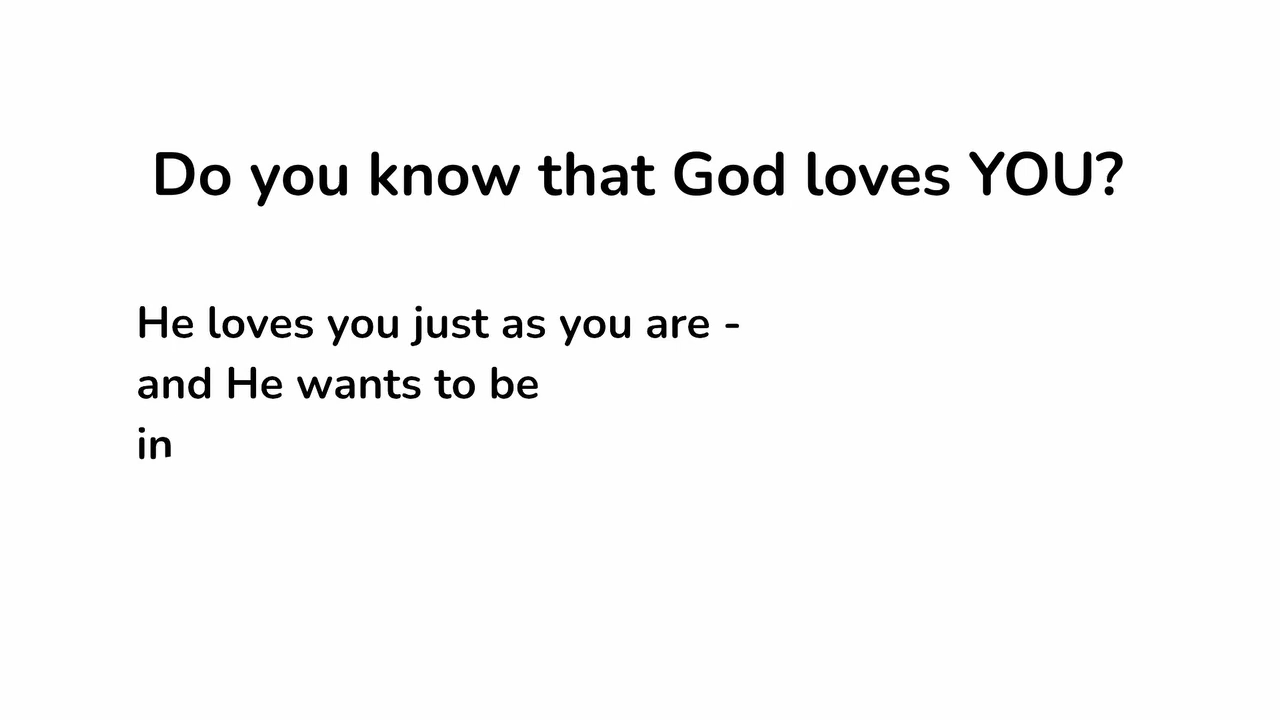 Do you know that God loves YOU?
He loves you just as you are -
and He wants to be
in